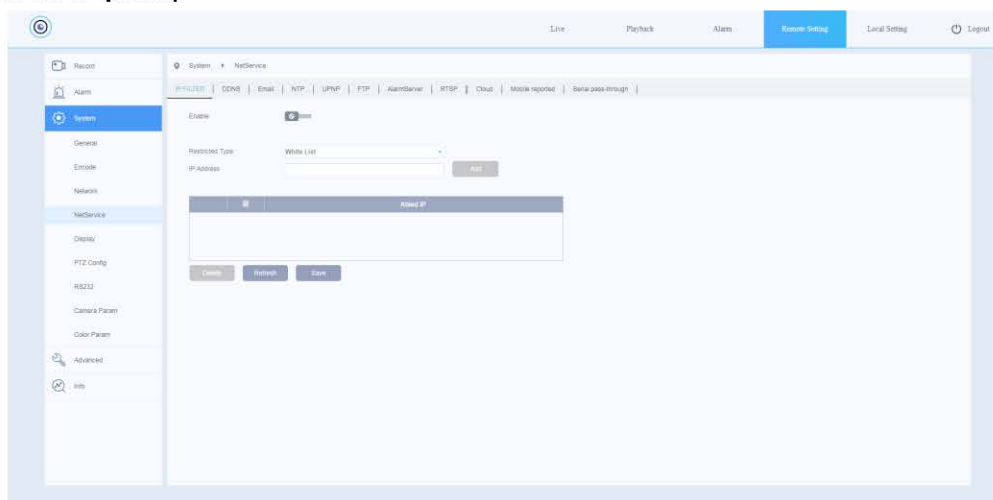 Live Playback Alarm Remote Setting Local Setting Logout
Record
System NetService
Alarm
IP FILTER | DDNS | Email | NTP | UPNP | FTP | AlarmServer | RTSP | Cloud | Mobile reported | Serial pass-through |
System
Enable
General
Restricted Type White List
Encode
IP Address Add
Network
NetService
Allowd IP
Display
PTZ Config
Delete Refresh Save
RS232
Camera Param
Color Param
Advanced
Info